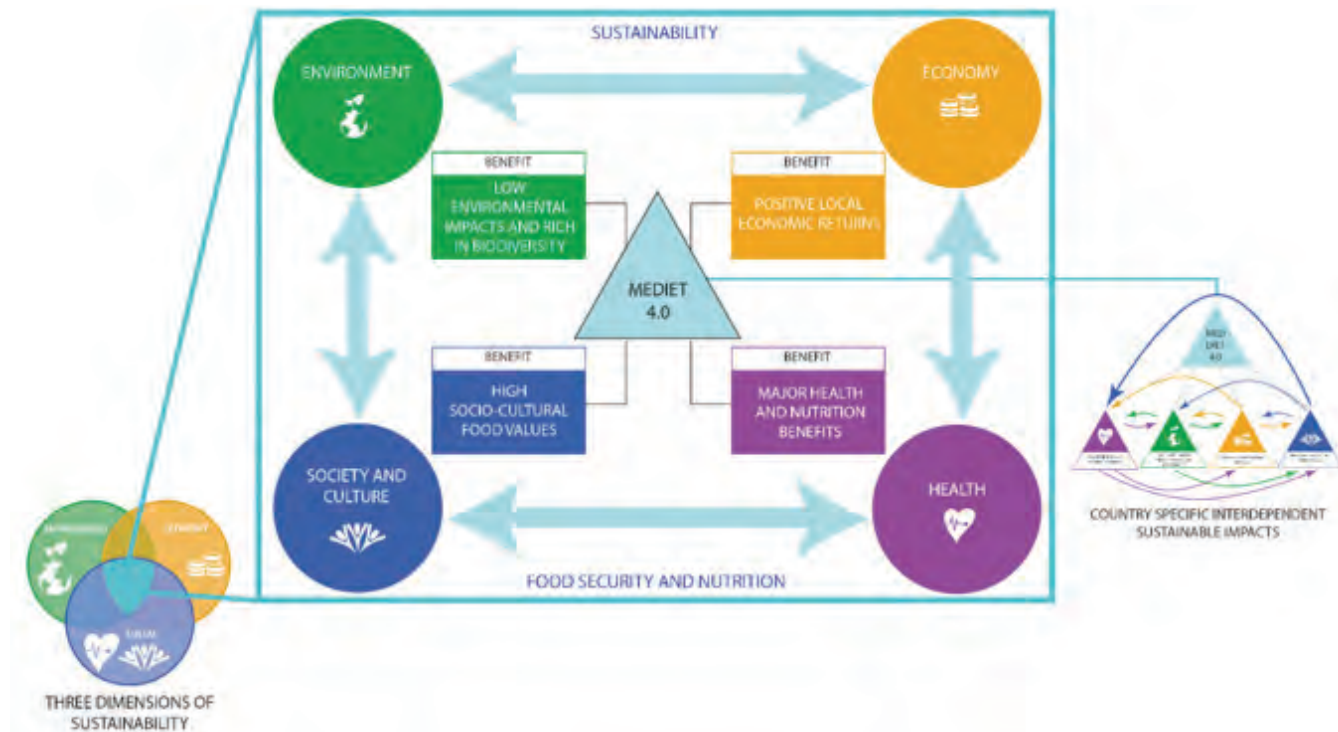 SUSTAINABILITY
ENVIRONMENT
ECONOMY
BENEFIT
LOW
ENVIRONMENTAL
IMPACTS AND RICH
IN BIODIVERSITY
BENEFIT
POSITIVE LOCAL
ECONOMIC RETURNS
MEDIET
4.0
BENEFIT
HIGH
SOCIO-CULTURAL
FOOD VALUES
BENEFIT
MAJOR HEALTH
AND NUTRITION
BENEFITS
SOCIETY AND
CULTURE
HEALTH
FOOD SECURITY AND NUTRITION
MED
DIET
4.0
COUNTRY SPECIFIC INTERDEPENDENT
SUSTAINABLE IMPACTS
ENVIRONMENT
ECONOMY
THREE DIMENSIONS OF
SUSTAINABILITY